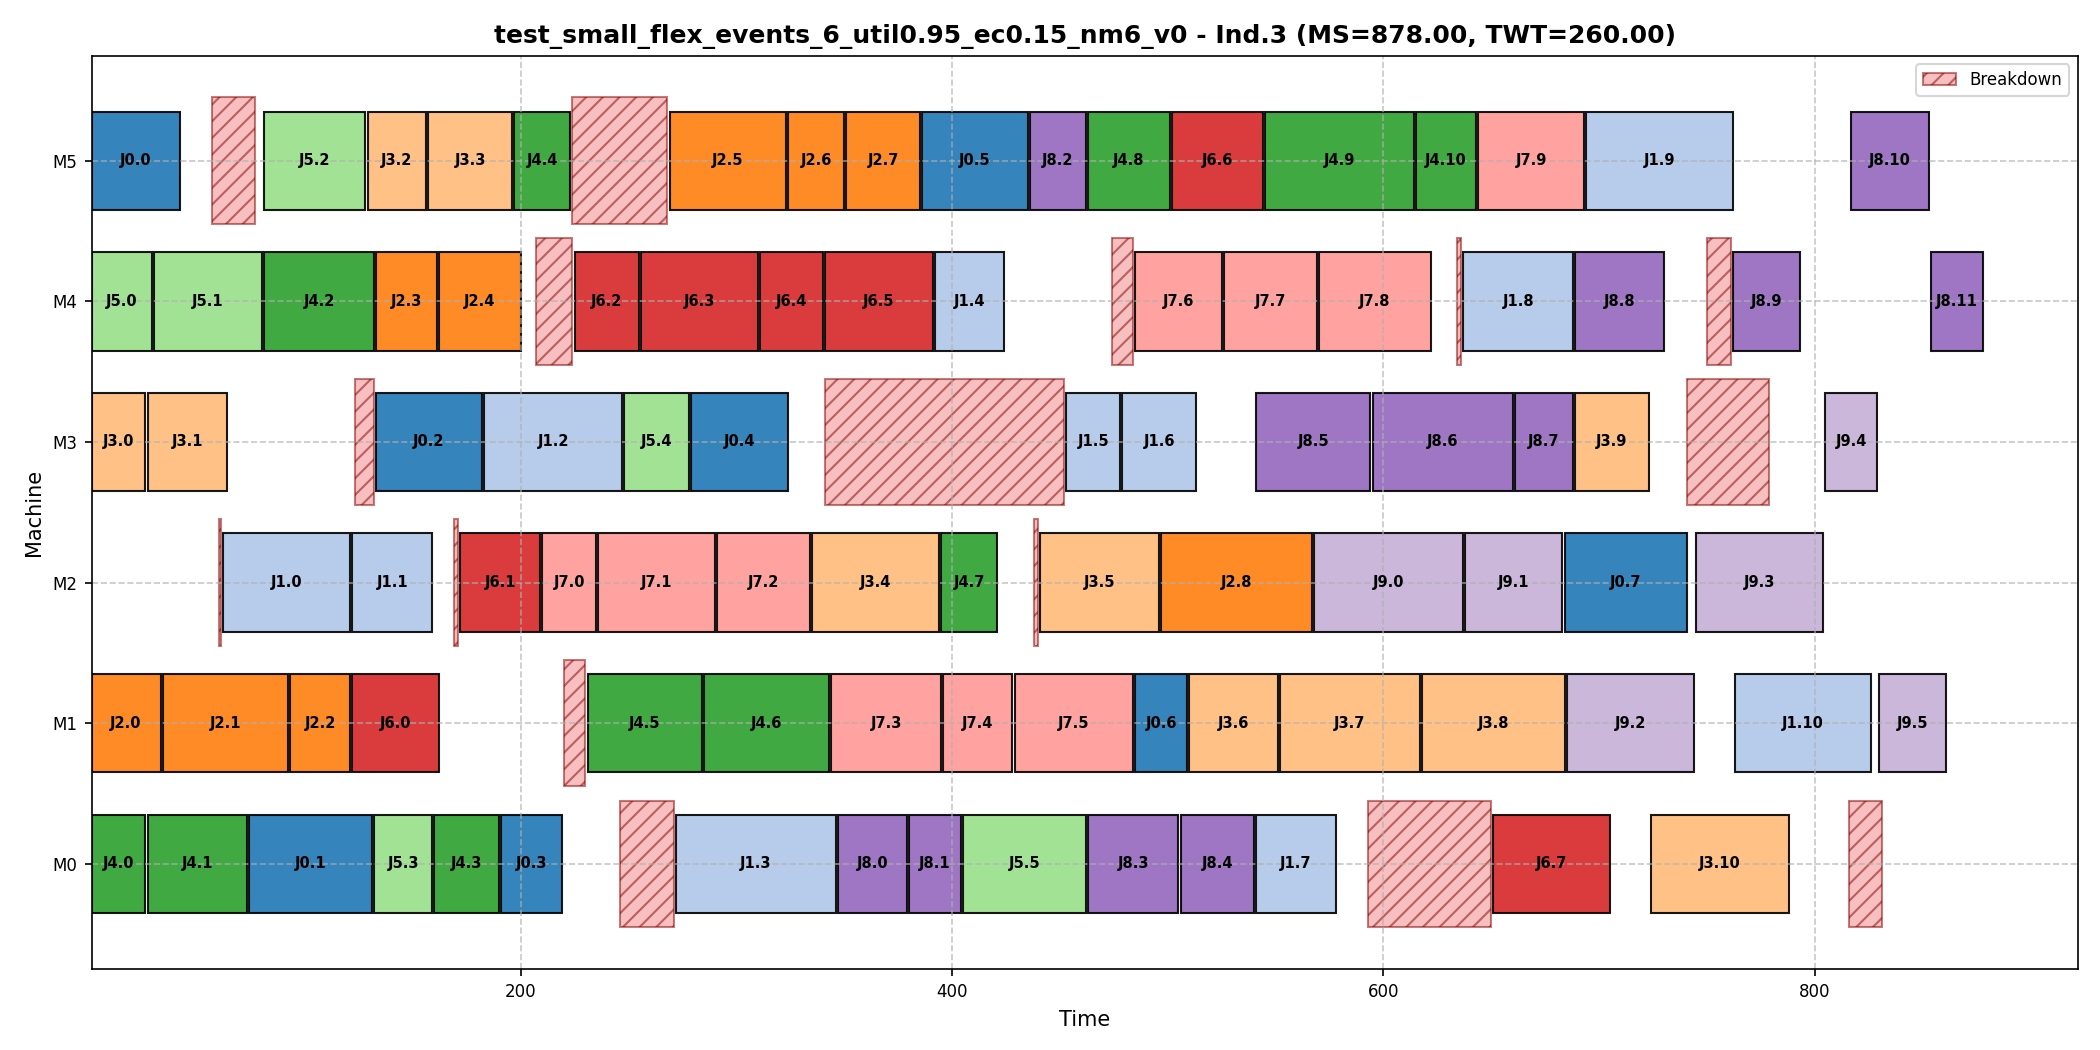 test_small_flex_events_6_util0.95_ec0.15_nm6_v0 - Ind.3 (MS=878.00, TWT=260.00)
Breakdown
M5 J0.0 J5.2 J3.2 J3.3 J4.4 J2.5 J2.6 J2.7 J0.5 J8.2 J4.8 J6.6 J4.9 J4.10 J7.9 J1.9 J8.10
M4 J5.0 J5.1 J4.2 J2.3 J2.4 J6.2 J6.3 J6.4 J6.5 J1.4 J7.6 J7.7 J7.8 J1.8 J8.8 J8.9 J8.11
M3 J3.0 J3.1 J0.2 J1.2 J5.4 J0.4 J1.5 J1.6 J8.5 J8.6 J8.7 J3.9 J9.4
Machine
M2 J1.0 J1.1 J6.1 J7.0 J7.1 J7.2 J3.4 J4.7 J3.5 J2.8 J9.0 J9.1 J0.7 J9.3
M1 J2.0 J2.1 J2.2 J6.0 J4.5 J4.6 J7.3 J7.4 J7.5 J0.6 J3.6 J3.7 J3.8 J9.2 J1.10 J9.5
M0 J4.0 J4.1 J0.1 J5.3 J4.3 J0.3 J1.3 J8.0 J8.1 J5.5 J8.3 J8.4 J1.7 J6.7 J3.10
200 400 600 800
Time